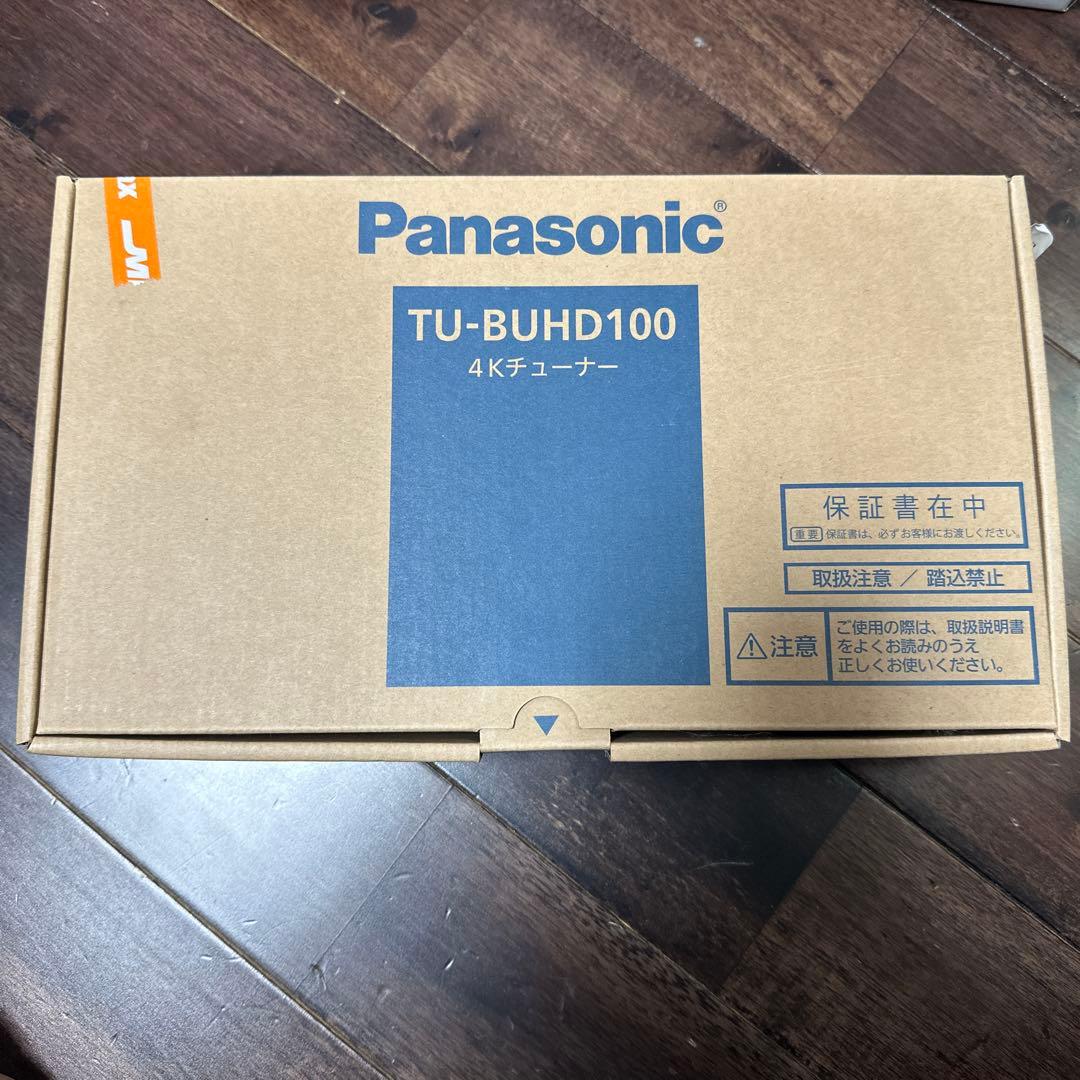 Panasonic®
TU-BUHD100
4Kチューナー
保証書在中
重要 保証書は、必ずお客様にお渡しください。
取扱注意 / 踏込禁止
注意
ご使用の際は、取扱説明書
をよくお読みのうえ
正しくお使いください。